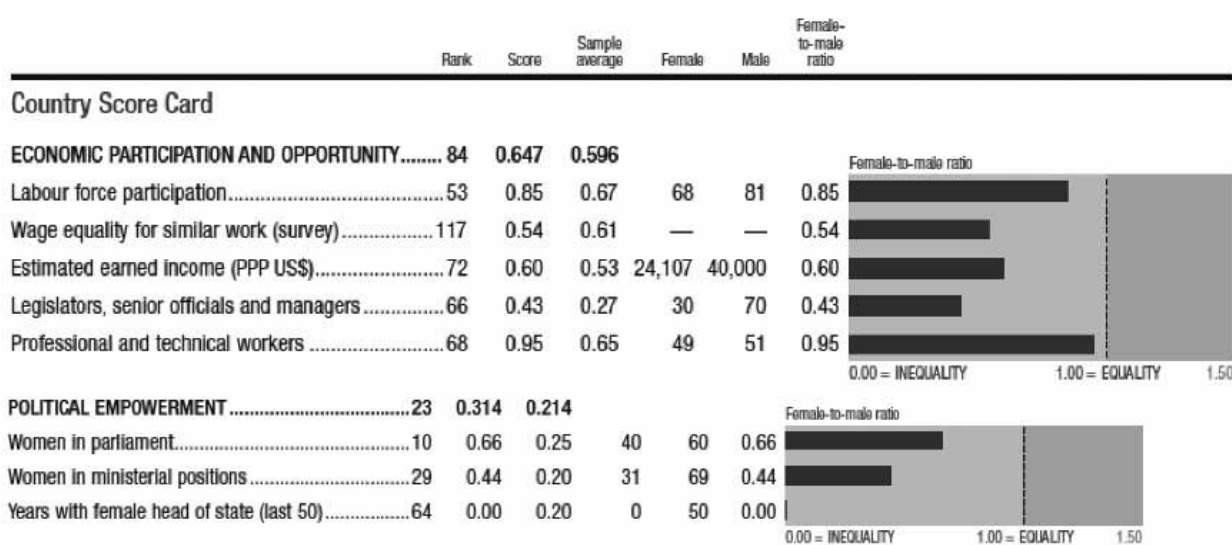 Rank Score Sample average Female Male Female-to-male ratio
Country Score Card
ECONOMIC PARTICIPATION AND OPPORTUNITY........ 84 0.647 0.596
Female-to-male ratio
Labour force participation........................................ 53 0.85 0.67 68 81 0.85
Wage equality for similar work (survey)................. 117 0.54 0.61 — — 0.54
Estimated earned income (PPP US$)........................ 72 0.60 0.53 24,107 40,000 0.60
Legislators, senior officials and managers............... 66 0.43 0.27 30 70 0.43
Professional and technical workers ......................... 68 0.95 0.65 49 51 0.95
0.00 = INEQUALITY 1.00 = EQUALITY 1.50
POLITICAL EMPOWERMENT.................................... 23 0.314 0.214
Female-to-male ratio
Women in parliament............................................. 10 0.66 0.25 40 60 0.66
Women in ministerial positions............................... 29 0.44 0.20 31 69 0.44
Years with female head of state (last 50)................. 64 0.00 0.20 0 50 0.00
0.00 = INEQUALITY 1.00 = EQUALITY 1.50